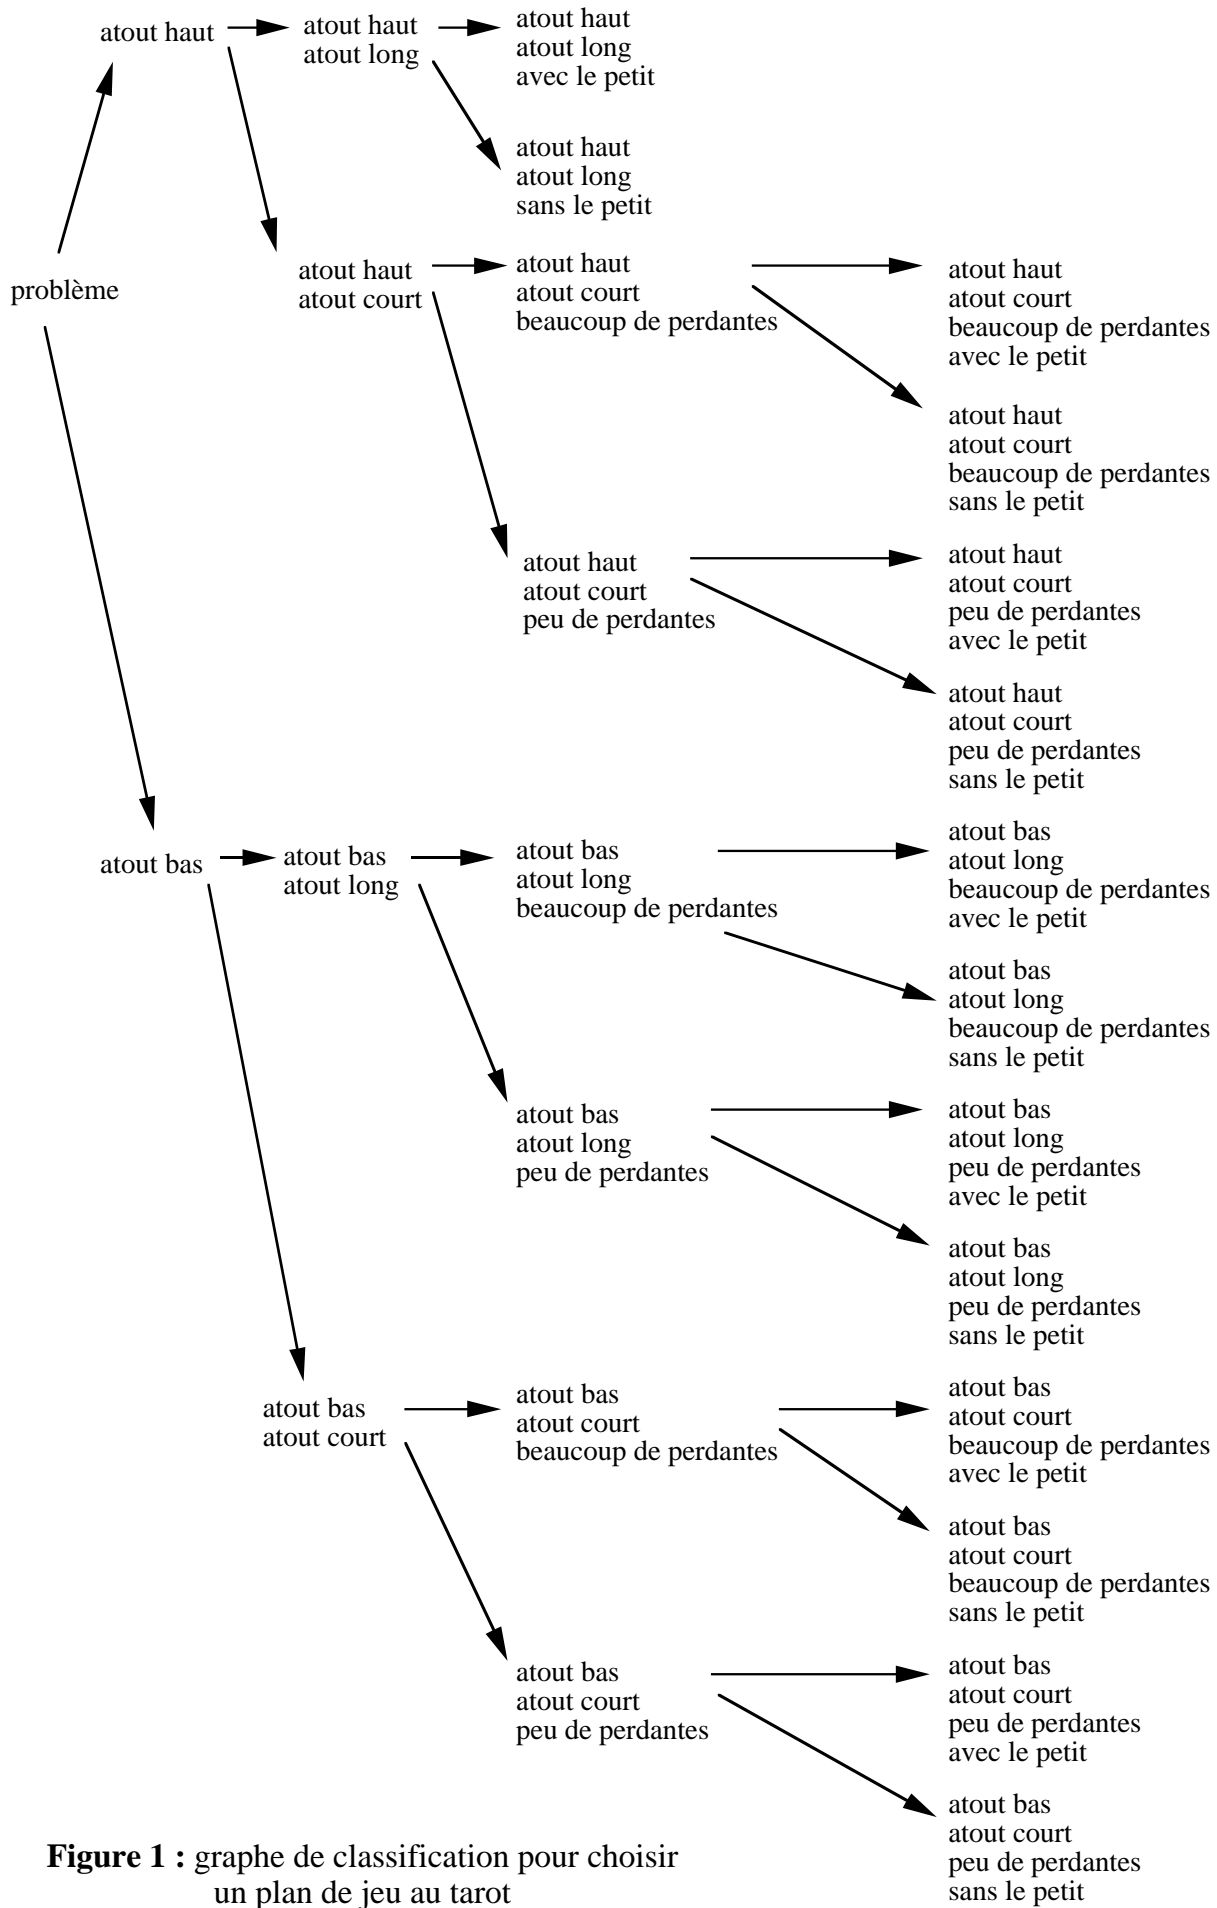 atout haut
atout haut
atout long
atout haut
atout long
avec le petit
atout haut
atout long
sans le petit
problème
atout haut
atout court
atout haut
atout court
beaucoup de perdantes
atout haut
atout court
beaucoup de perdantes
avec le petit
atout haut
atout court
beaucoup de perdantes
sans le petit
atout haut
atout court
peu de perdantes
atout haut
atout court
peu de perdantes
avec le petit
atout haut
atout court
peu de perdantes
sans le petit
atout bas
atout bas
atout long
atout bas
atout long
beaucoup de perdantes
atout bas
atout long
beaucoup de perdantes
avec le petit
atout bas
atout long
beaucoup de perdantes
sans le petit
atout bas
atout long
peu de perdantes
atout bas
atout long
peu de perdantes
avec le petit
atout bas
atout long
peu de perdantes
sans le petit
atout bas
atout court
atout bas
atout court
beaucoup de perdantes
atout bas
atout court
beaucoup de perdantes
avec le petit
atout bas
atout court
beaucoup de perdantes
sans le petit
atout bas
atout court
peu de perdantes
atout bas
atout court
peu de perdantes
avec le petit
atout bas
atout court
peu de perdantes
sans le petit
Figure 1 : graphe de classification pour choisir
un plan de jeu au tarot